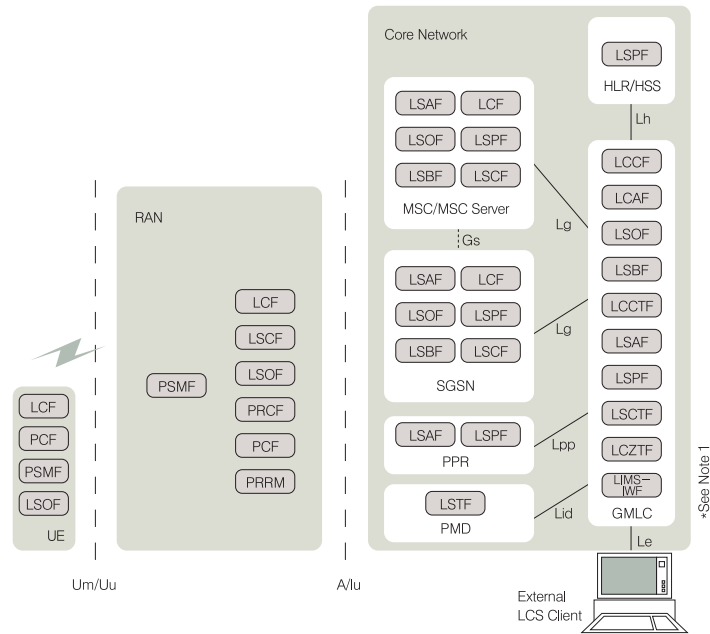 Core Network
LSPF
HLR/HSS
Lh
LSAF LCF
LSOF LSPF
LSBF LSCF
MSC/MSC Server
Lg
Gs
LSAF LCF
LSOF LSPF
LSBF LSCF
SGSN
Lg
LSAF LSPF
PPR
Lpp
LSTF
PMD
Lid
LCCF
LCAF
LSOF
LSBF
LCCTF
LSAF
LSPF
LSCTF
LCZTF
LIMS–
IWF
GMLC
Le
*See Note 1
RAN
PSMF
LCF
LSCF
LSOF
PRCF
PCF
PRRM
LCF
PCF
PSMF
LSOF
UE
Um/Uu
A/Iu
External
LCS Client